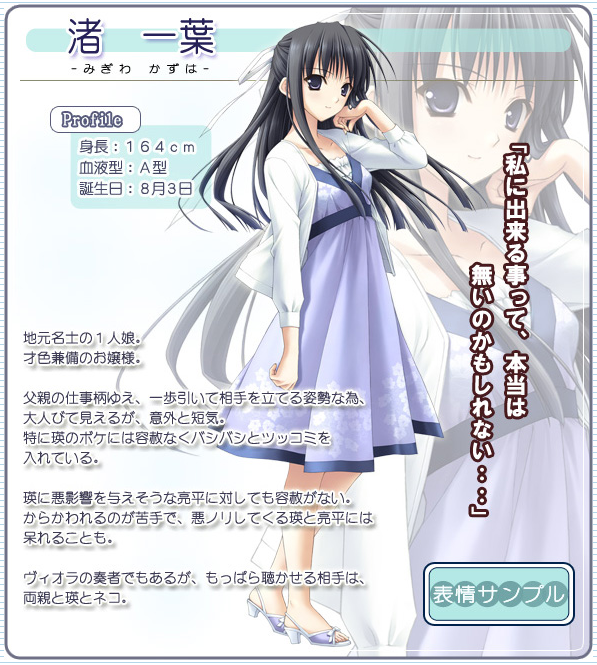 渚 一葉
-みぎわ かずは-
Profile
身長：１６４ｃｍ
血液型：Ａ型
誕生日：８月３日
「私に出来る事って、本当は
無いのかもしれない・・・」
地元名士の１人娘。
才色兼備のお嬢様。
父親の仕事柄ゆえ、一歩引いて相手を立てる姿勢な為、
大人びて見えるが、意外と短気。
特に瑛のボケには容赦なくバシバシとツッコミを
入れている。
瑛に悪影響を与えそうな亮平に対しても容赦がない。
からかわれるのが苦手で、悪ノリしてくる瑛と亮平には
呆れることも。
ヴィオラの奏者でもあるが、もっぱら聴かせる相手は、
両親と瑛とネコ。
表情サンプル